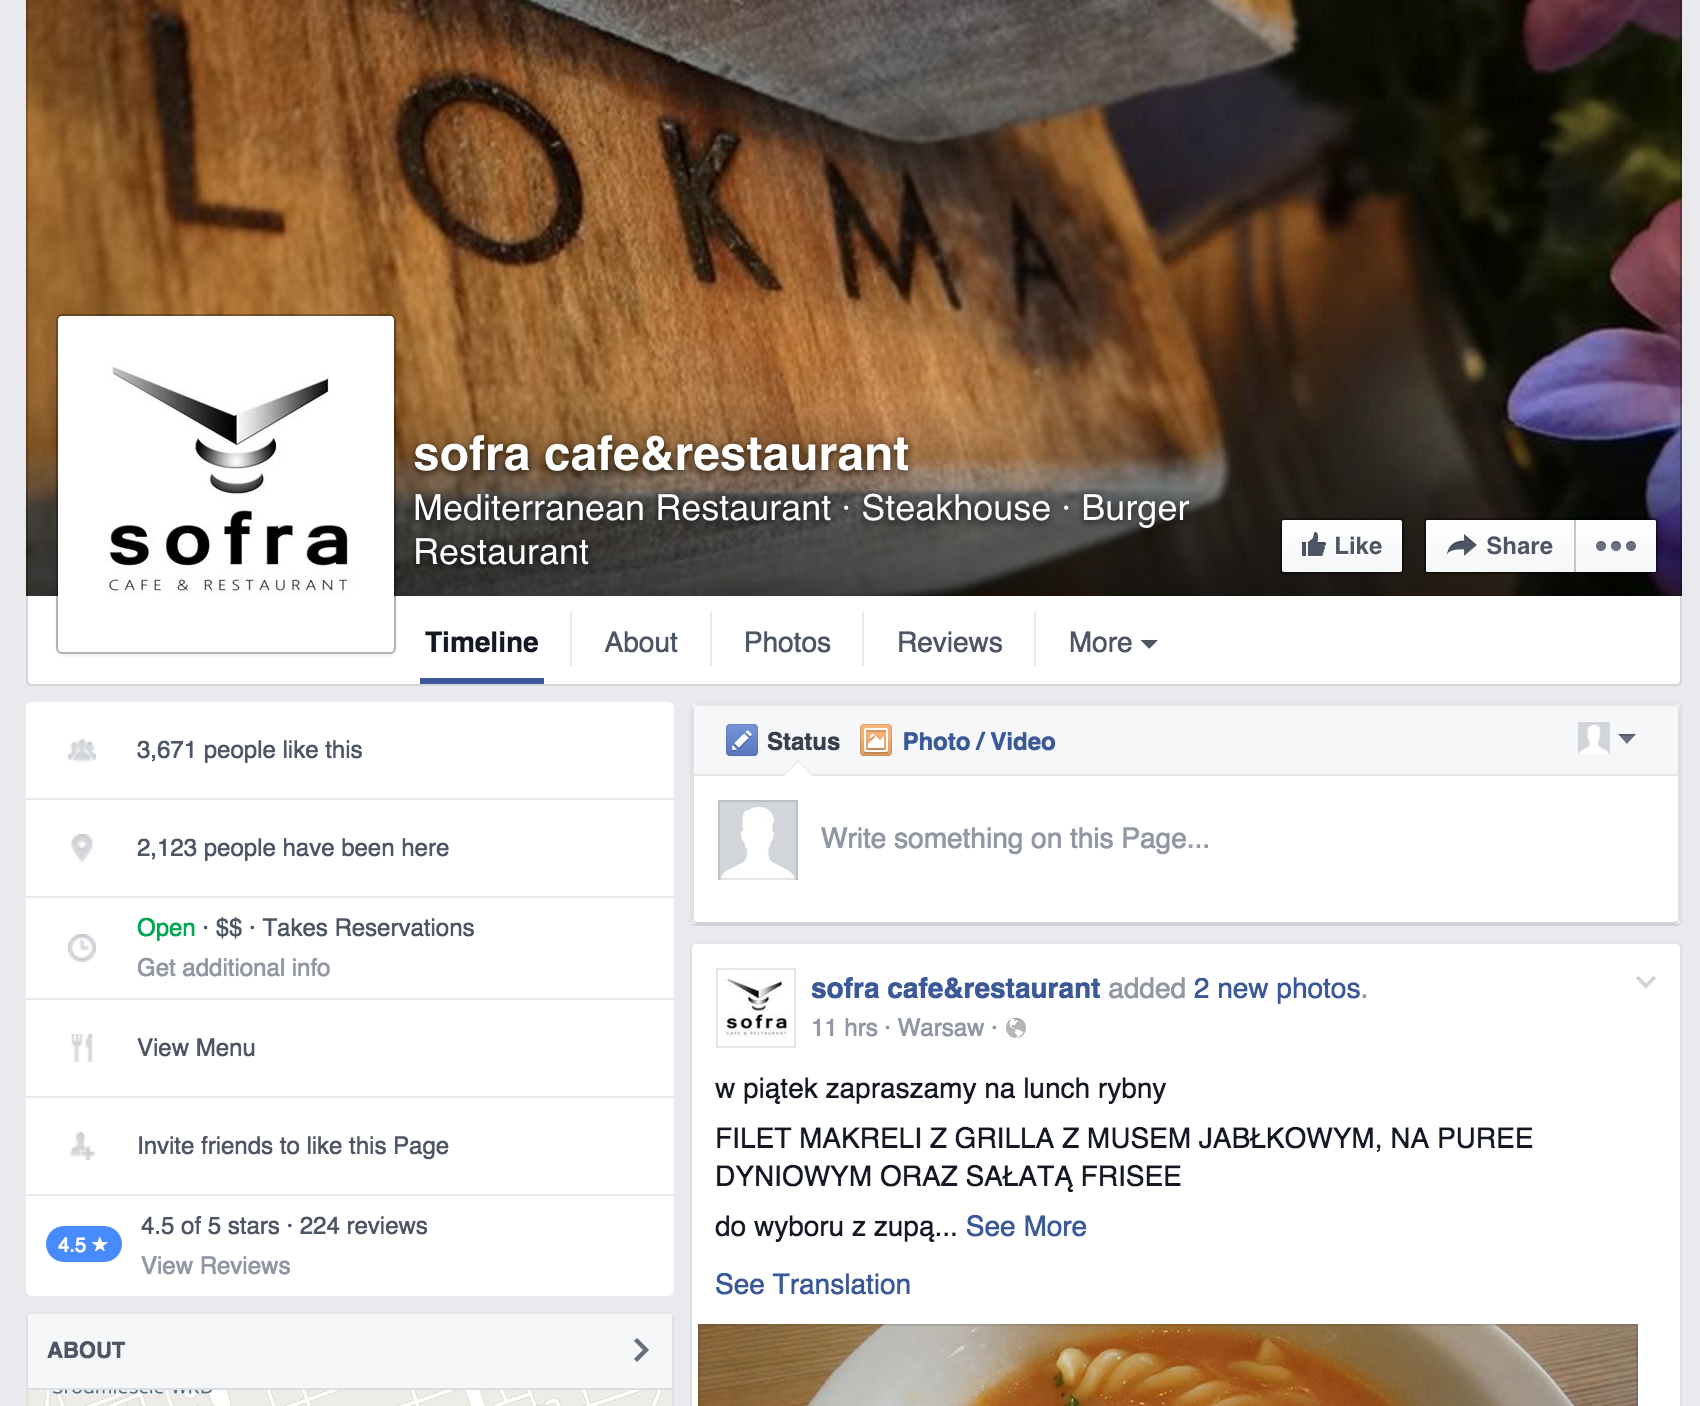 LOKMA
sofra
CAFE & RESTAURANT
sofra cafe&restaurant
Mediterranean Restaurant · Steakhouse · Burger
Restaurant
Like
Share
Timeline
About
Photos
Reviews
More
3,671 people like this
2,123 people have been here
Open · $$ · Takes Reservations
Get additional info
View Menu
Invite friends to like this Page
4.5 ★
4.5 of 5 stars · 224 reviews
View Reviews
ABOUT
Śródmieście WKD
Status
Photo / Video
Write something on this Page...
sofra
CAFE & RESTAURANT
sofra cafe&restaurant added 2 new photos.
11 hrs · Warsaw ·
w piątek zapraszamy na lunch rybny
FILET MAKRELI Z GRILLA Z MUSEM JABŁKOWYM, NA PUREE
DYNIOWYM ORAZ SAŁATĄ FRISEE
do wyboru z zupą... See More
See Translation